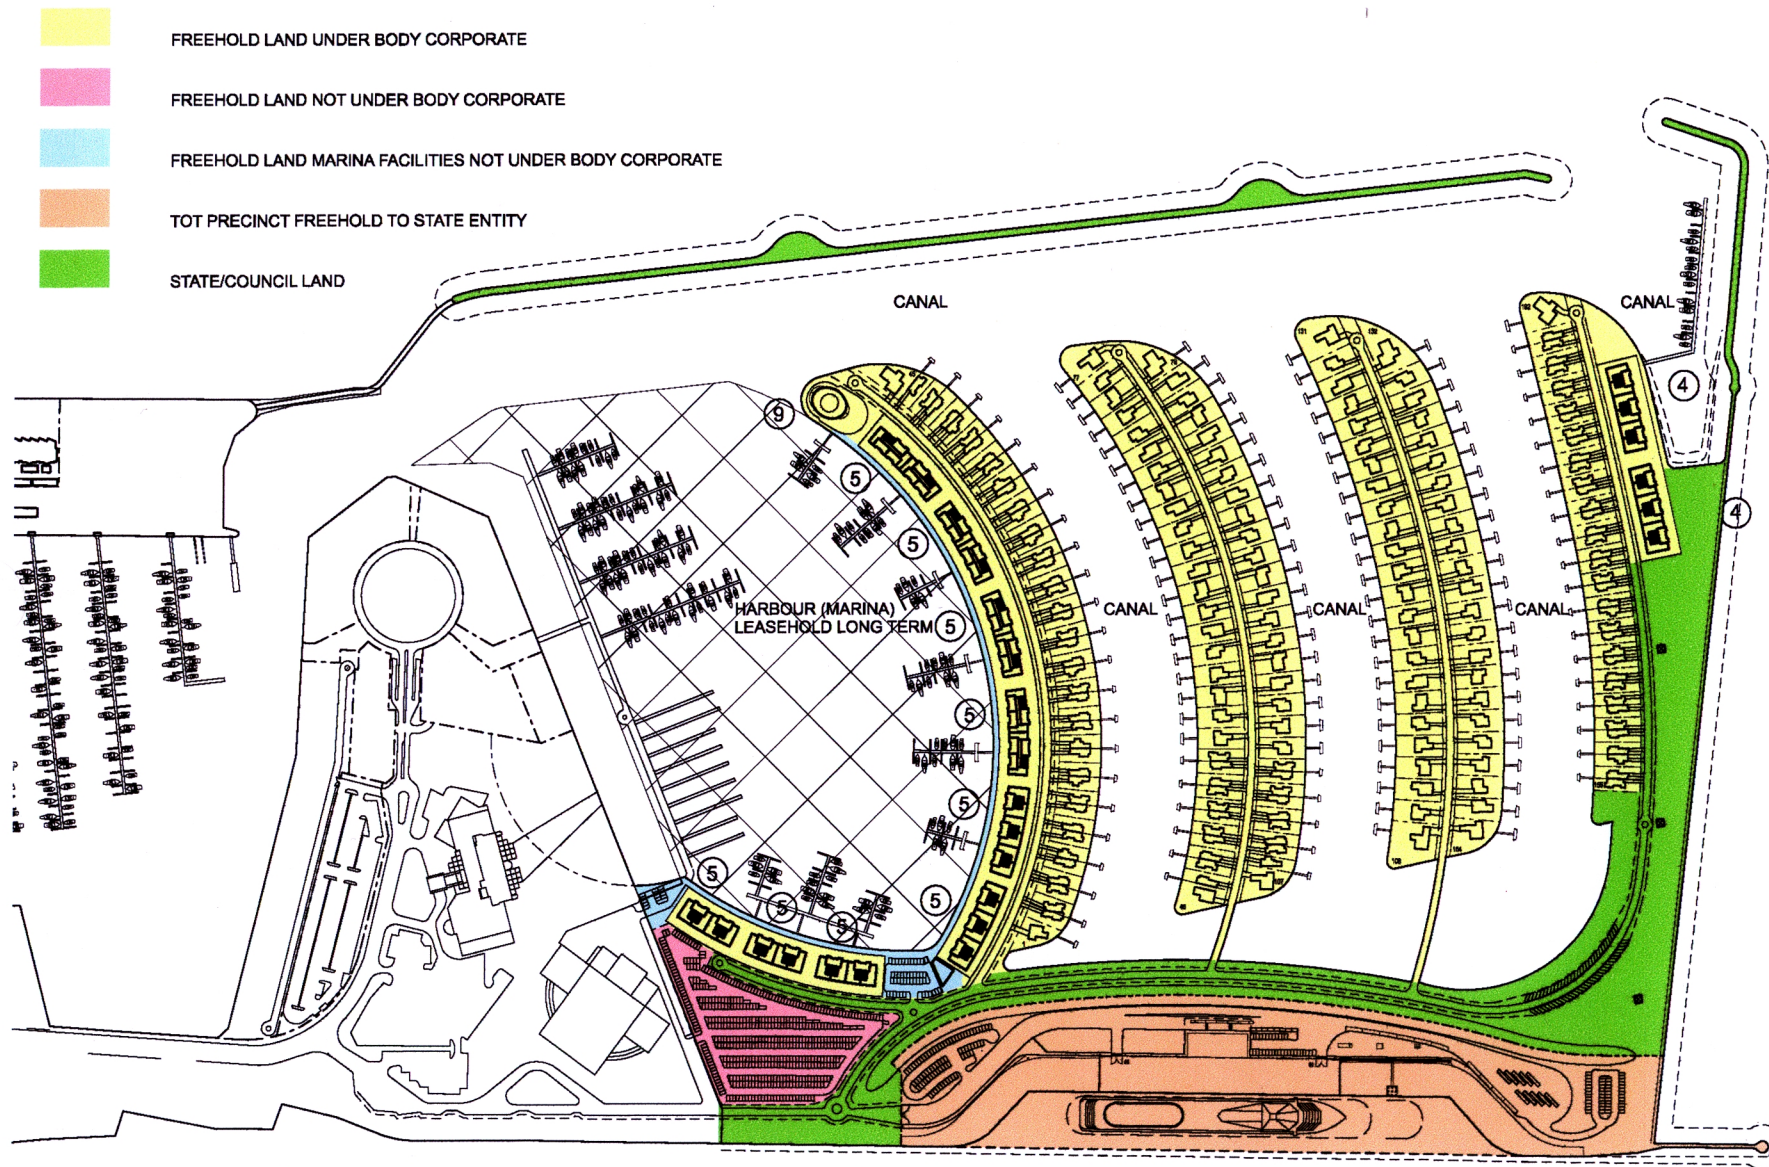 FREEHOLD LAND UNDER BODY CORPORATE
FREEHOLD LAND NOT UNDER BODY CORPORATE
FREEHOLD LAND MARINA FACILITIES NOT UNDER BODY CORPORATE
TOT PRECINCT FREEHOLD TO STATE ENTITY
STATE/COUNCIL LAND
CANAL
CANAL
4
9
5
4
5
HARBOUR (MARINA)
LEASEHOLD LONG TERM
5
CANAL
CANAL
CANAL
5
5
5
5
5
5
131
132